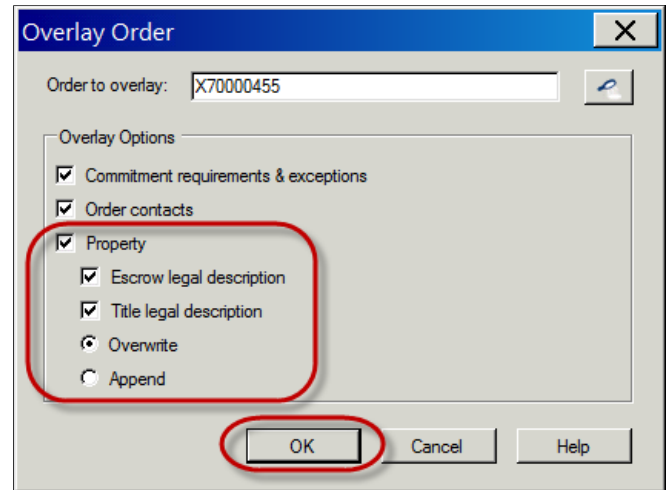 Overlay Order
Order to overlay: X70000455
Overlay Options
Commitment requirements & exceptions
Order contacts
Property
Escrow legal description
Title legal description
Overwrite
Append
OK Cancel Help